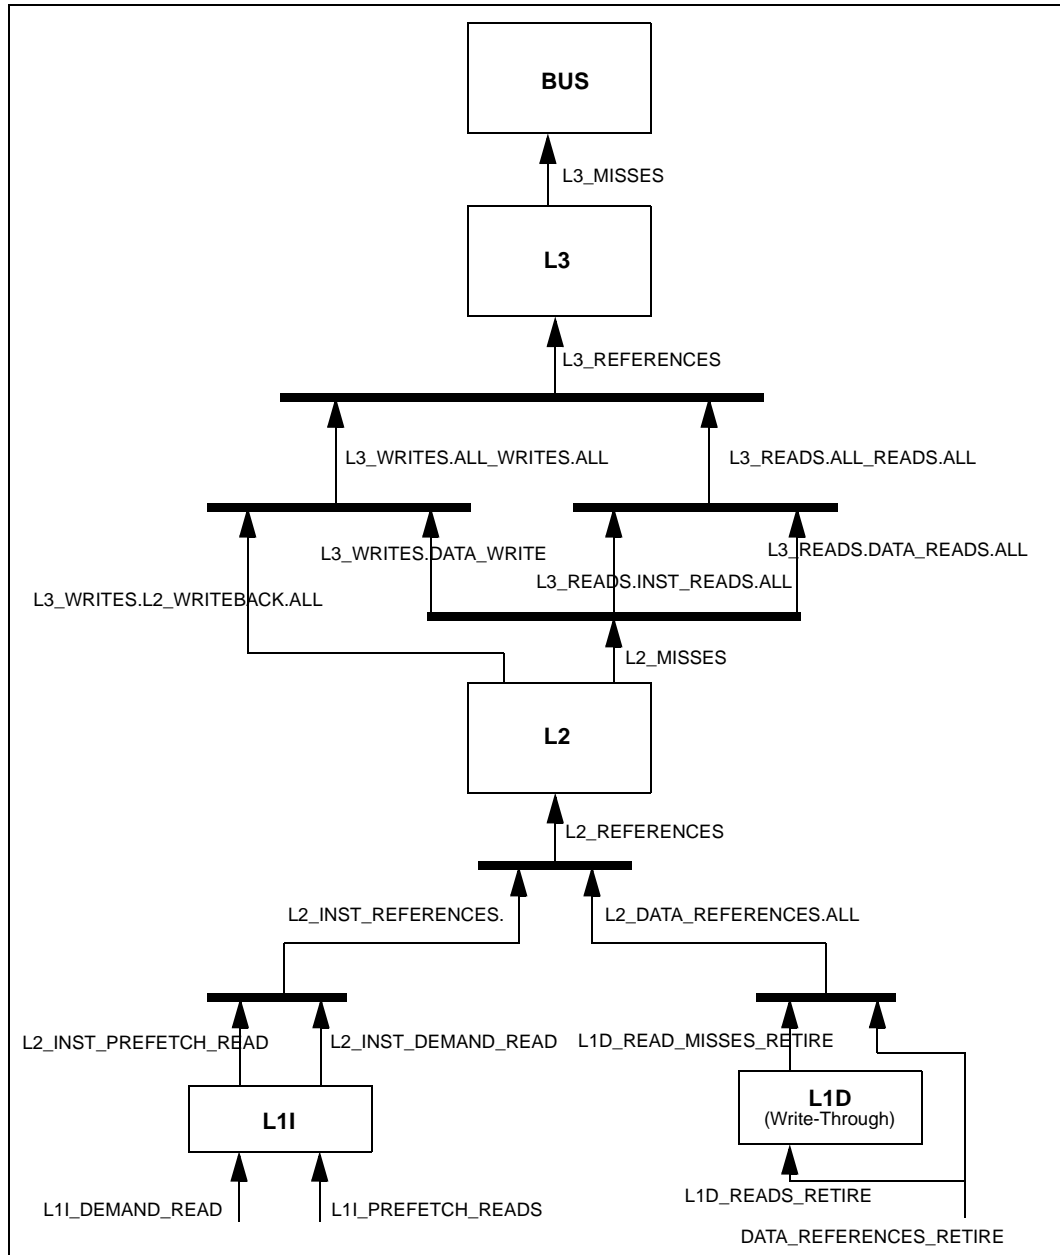 BUS
L3_MISSES
L3
L3_REFERENCES
L3_WRITES.ALL_WRITES.ALL
L3_READS.ALL_READS.ALL
L3_WRITES.DATA_WRITE
L3_READS.DATA_READS.ALL
L3_READS.INST_READS.ALL
L3_WRITES.L2_WRITEBACK.ALL
L2_MISSES
L2
L2_REFERENCES
L2_INST_REFERENCES.
L2_DATA_REFERENCES.ALL
L2_INST_PREFETCH_READ
L2_INST_DEMAND_READ
L1D_READ_MISSES_RETIRE
L1I
L1D
(Write-Through)
L1I_DEMAND_READ
L1I_PREFETCH_READS
L1D_READS_RETIRE
DATA_REFERENCES_RETIRE